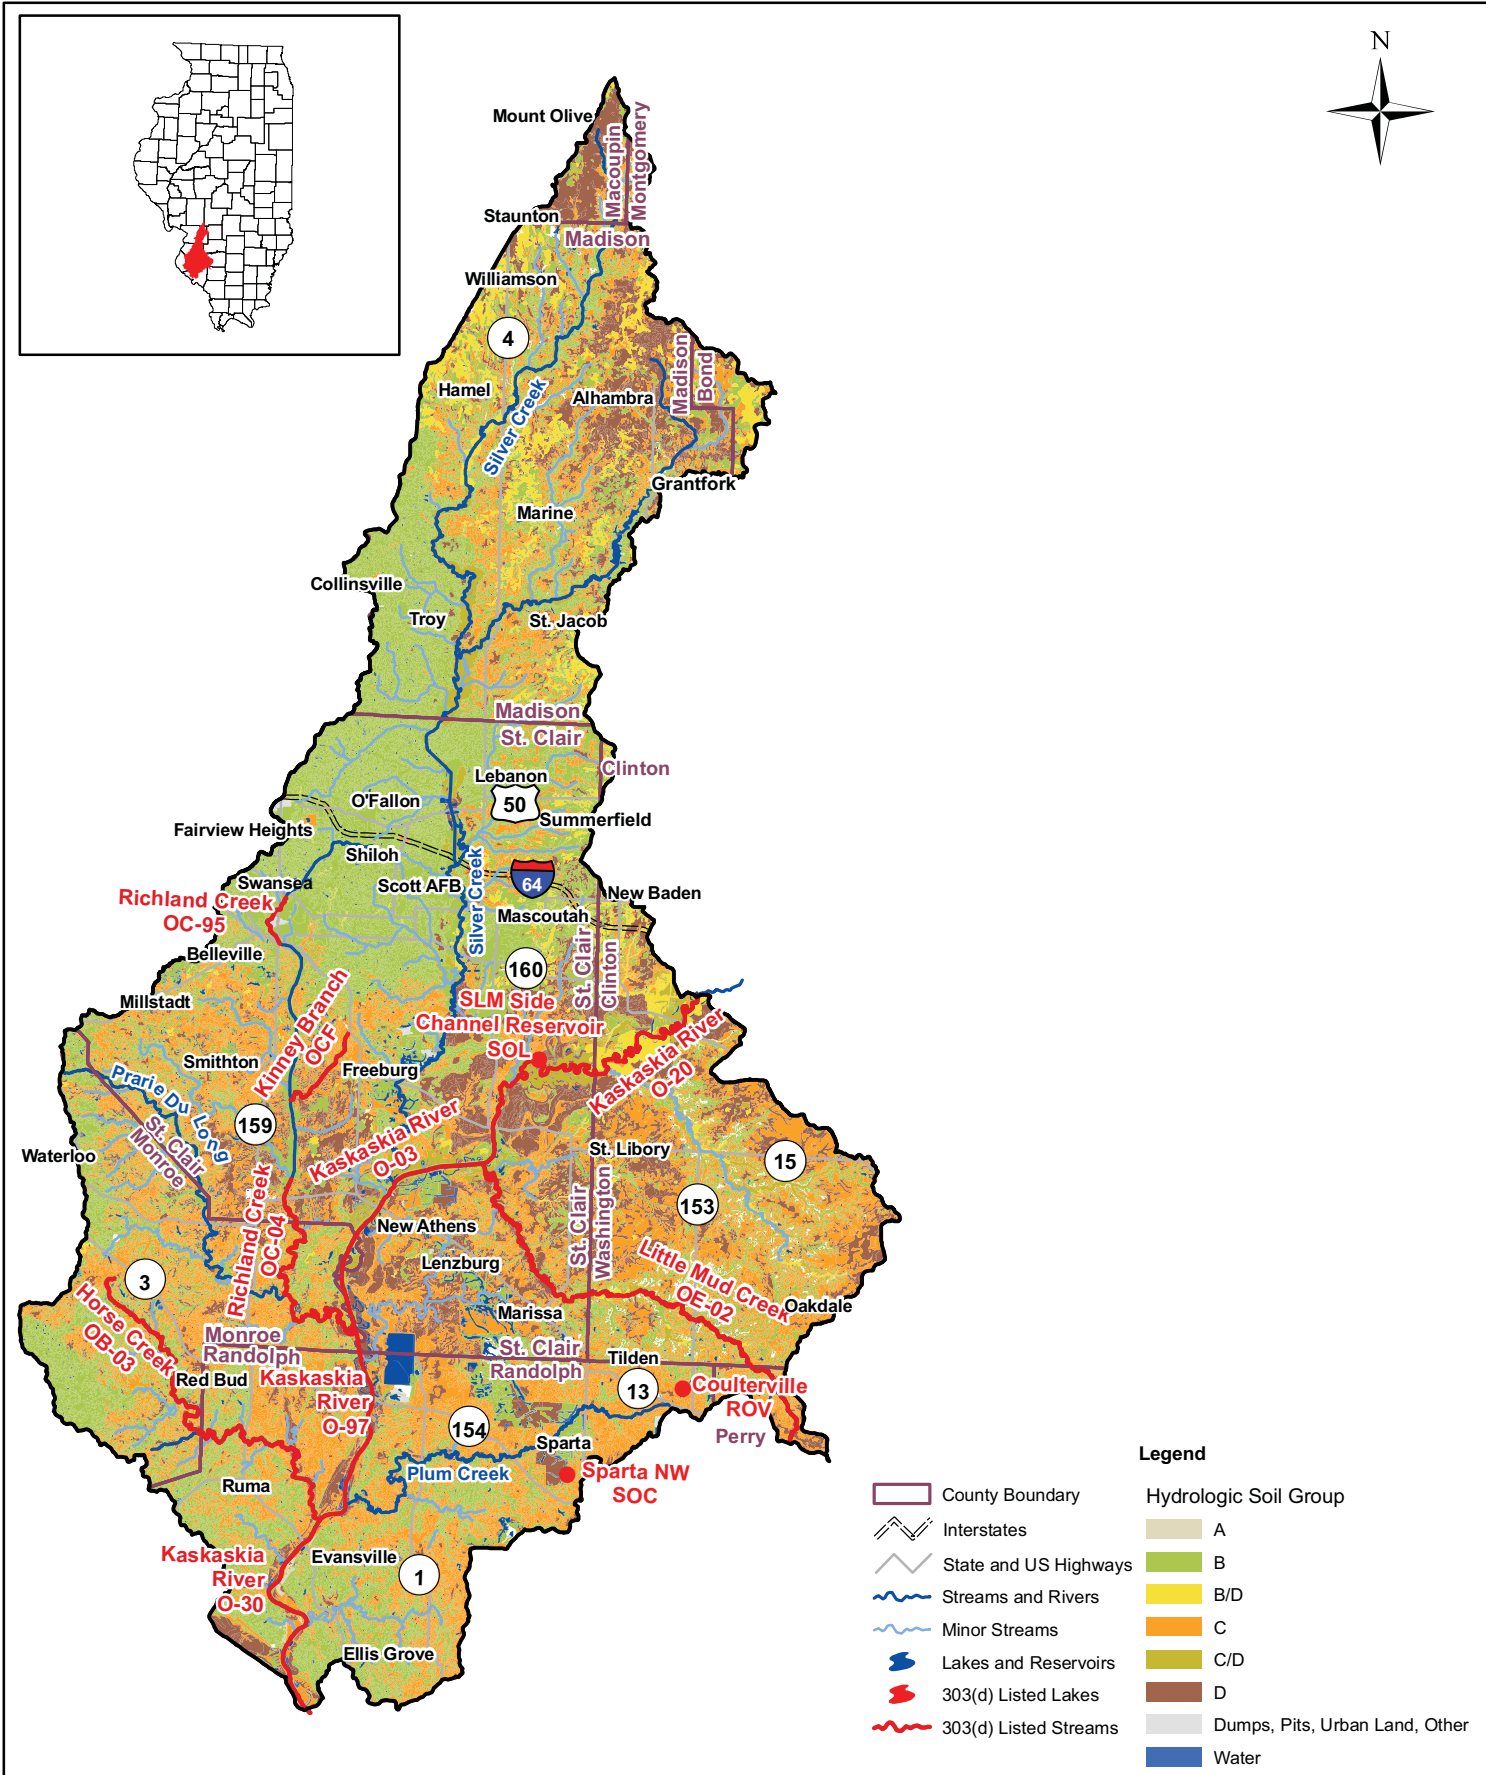 N
Mount Olive
Macoupin
Montgomery
Staunton
Madison
Williamson
4
Madison
Bond
Hamel
Alhambra
Silver Creek
Grantfork
Marine
Collinsville
Troy
St. Jacob
Madison
St. Clair
Clinton
Lebanon
O'Fallon
50
Summerfield
Fairview Heights
Shiloh
Swansea
Scott AFB
64
New Baden
Richland Creek
OC-95
Silver Creek
Mascoutah
Belleville
160
St. Clair
Clinton
Millstadt
SLM Side
Channel Reservoir
SOL
Kinney Branch
OCF
Smithton
Freeburg
Kaskaskia River
O-20
Prarie Du Long
159
St. Clair
Monroe
Kaskaskia River
O-03
Waterloo
St. Libory
15
153
Richland Creek
OC-04
New Athens
St. Clair
Washington
Lenzburg
3
Little Mud Creek
OE-02
Oakdale
Horse Creek
OB-03
Marissa
Monroe
Randolph
St. Clair
Randolph
Tilden
Red Bud
Kaskaskia
River
O-97
13
Coulterville
ROV
Perry
154
Sparta
Plum Creek
Sparta NW
SOC
Ruma
Kaskaskia
River
O-30
Evansville
1
Ellis Grove
Legend
County Boundary
Interstates
State and US Highways
Streams and Rivers
Minor Streams
Lakes and Reservoirs
303(d) Listed Lakes
303(d) Listed Streams
Hydrologic Soil Group
A
B
B/D
C
C/D
D
Dumps, Pits, Urban Land, Other
Water